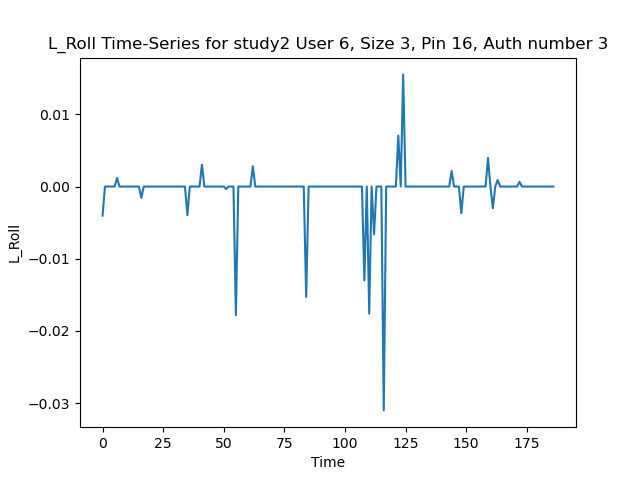 L_Roll Time-Series for study2 User 6, Size 3, Pin 16, Auth number 3
0.01
0.00
−0.01
−0.02
−0.03
L_Roll
0 25 50 75 100 125 150 175
Time